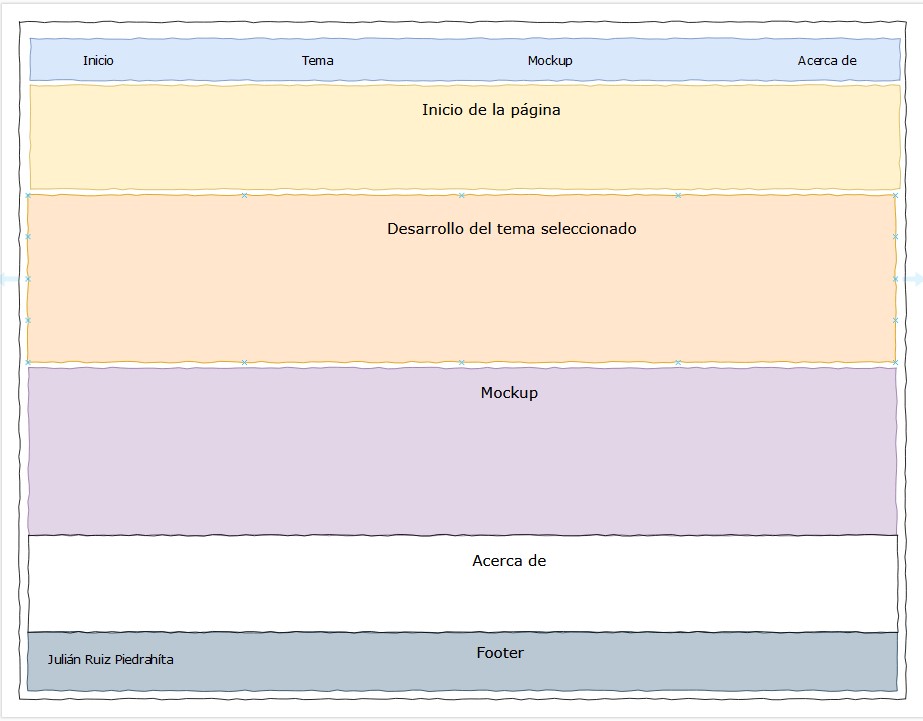 Inicio
Tema
Mockup
Acerca de
Inicio de la página
Desarrollo del tema seleccionado
Mockup
Acerca de
Footer
Julián Ruiz Piedrahíta